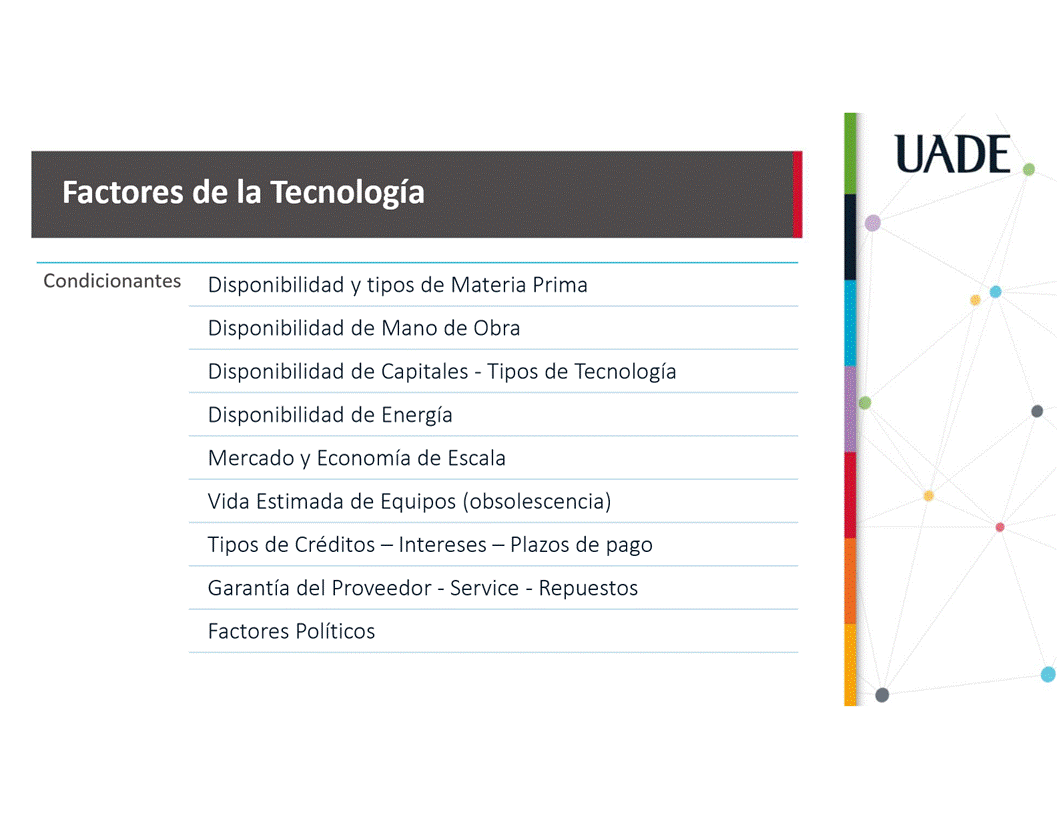 UADE
Factores de la Tecnología
Condicionantes
Disponibilidad y tipos de Materia Prima
Disponibilidad de Mano de Obra
Disponibilidad de Capitales - Tipos de Tecnología
Disponibilidad de Energía
Mercado y Economía de Escala
Vida Estimada de Equipos (obsolescencia)
Tipos de Créditos – Intereses – Plazos de pago
Garantía del Proveedor - Service - Repuestos
Factores Políticos